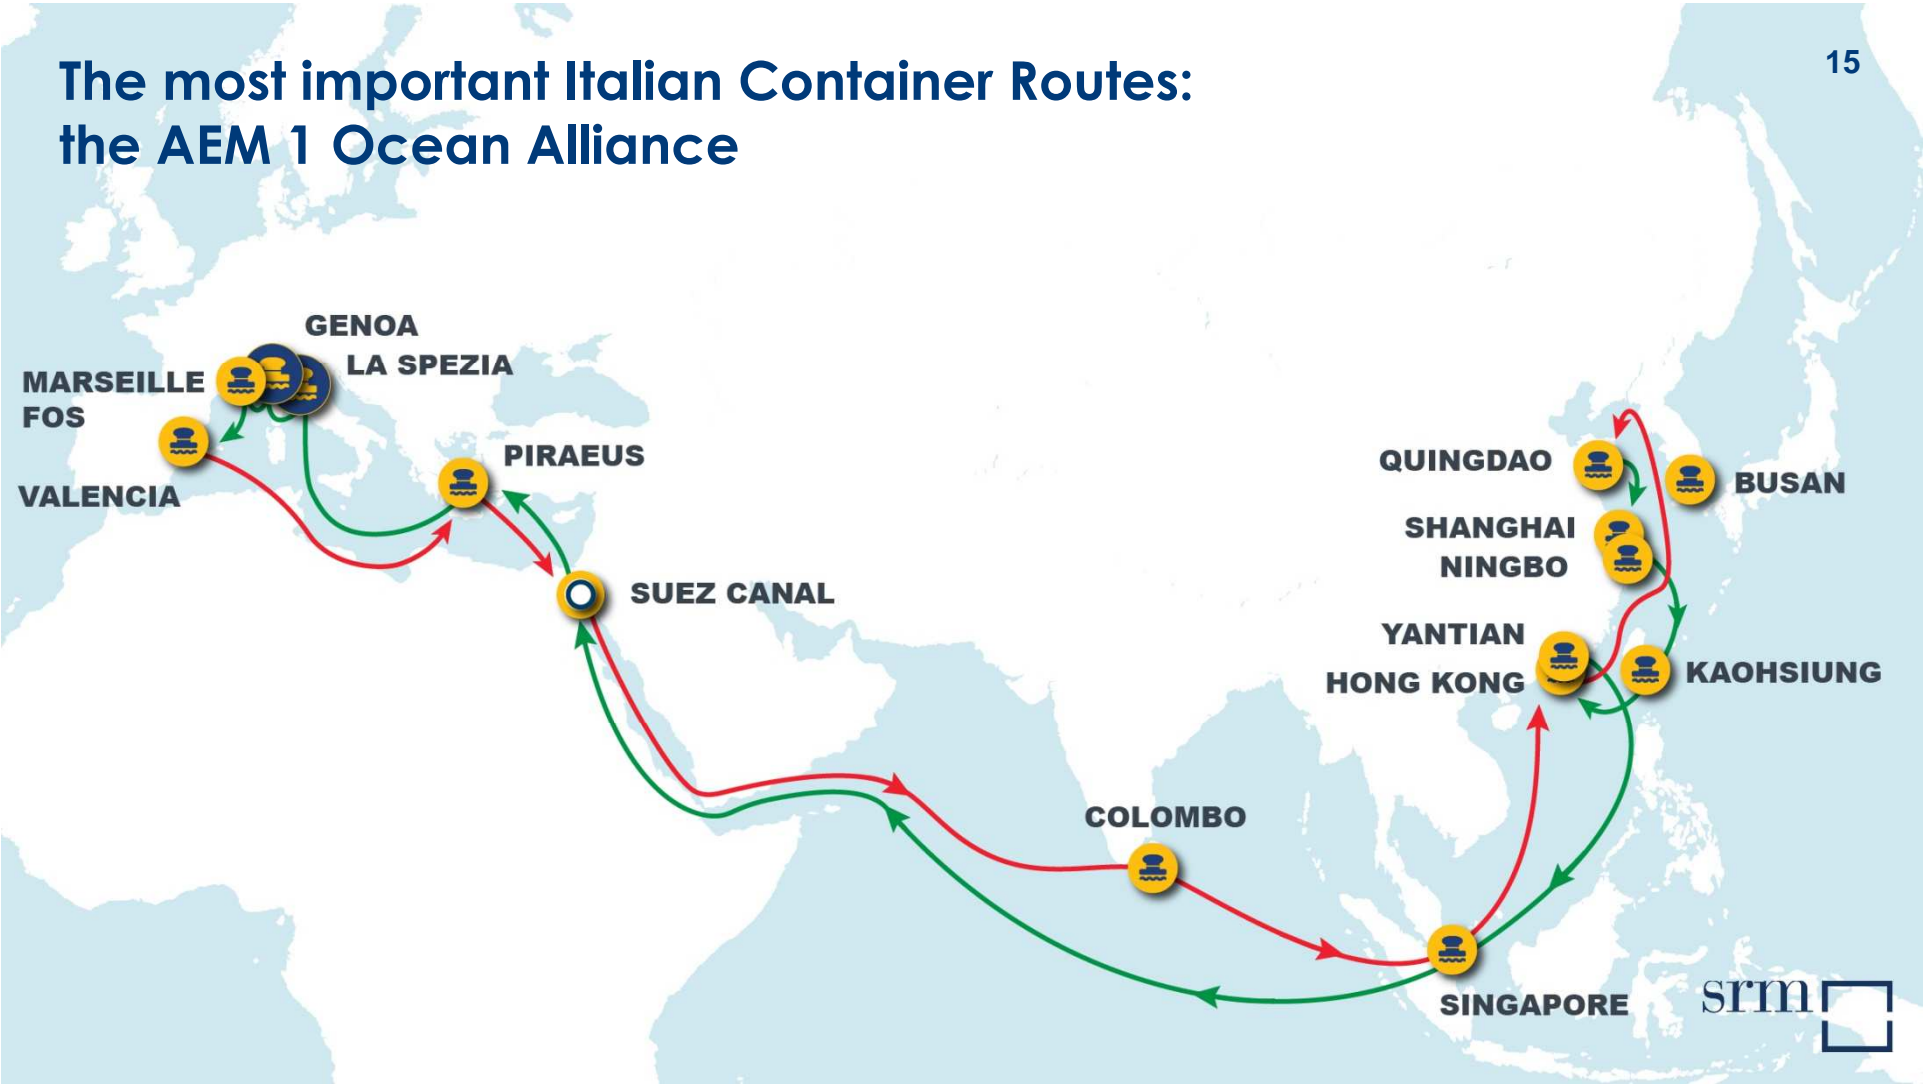 The most important Italian Container Routes:
the AEM 1 Ocean Alliance
15
GENOA
LA SPEZIA
MARSEILLE
FOS
VALENCIA
PIRAEUS
SUEZ CANAL
QUINGDAO
BUSAN
SHANGHAI
NINGBO
YANTIAN
HONG KONG
KAOHSIUNG
COLOMBO
SINGAPORE
srm